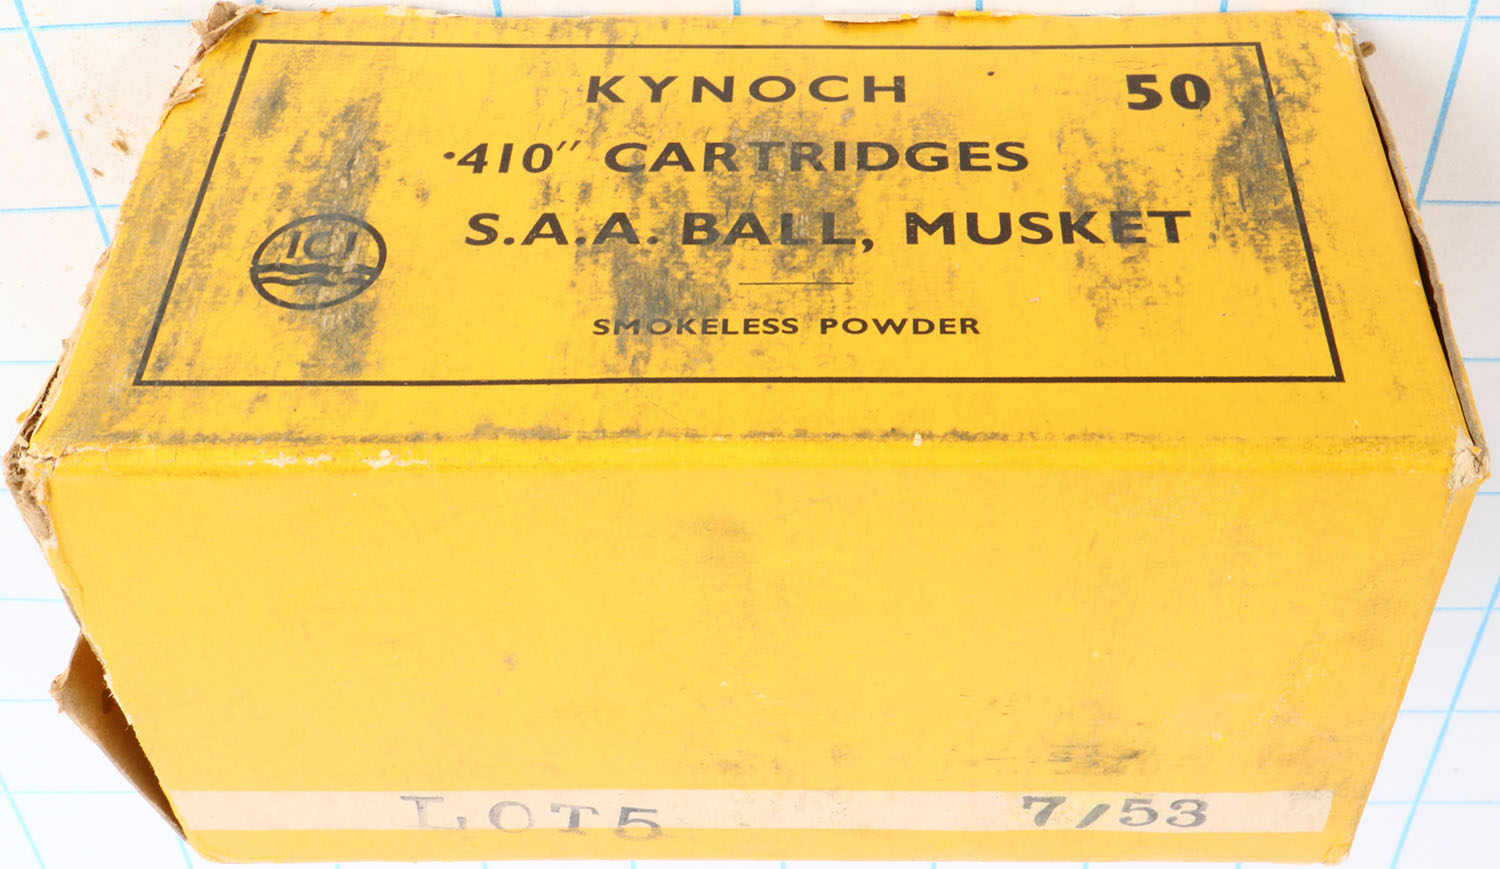 KYNOCH 50
·410″ CARTRIDGES
S.A.A. BALL, MUSKET
ICI
SMOKELESS POWDER
LOT5 7/53